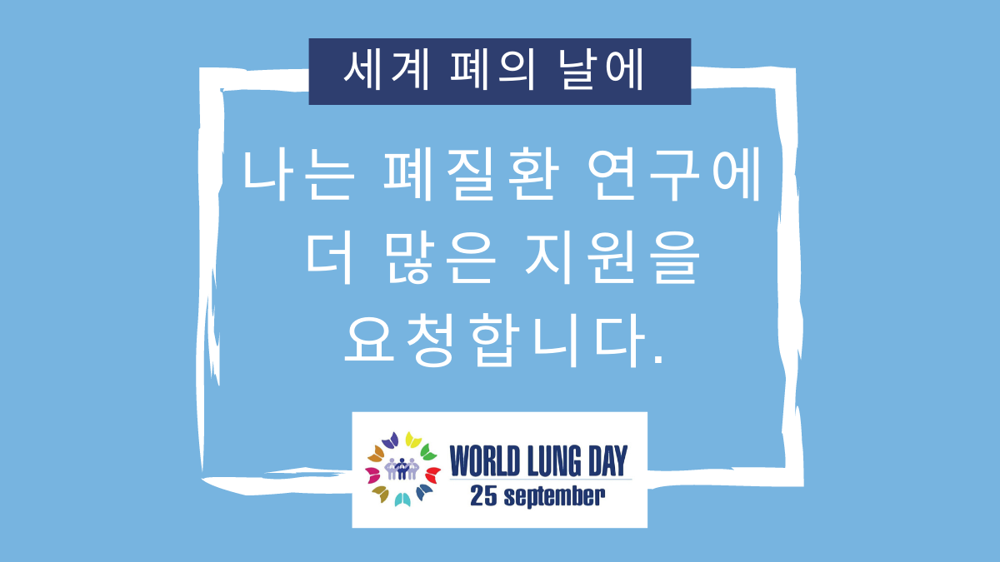 세계 폐의 날에
나는 폐질환 연구에
더 많은 지원을
요청합니다.
WORLD LUNG DAY
25 september